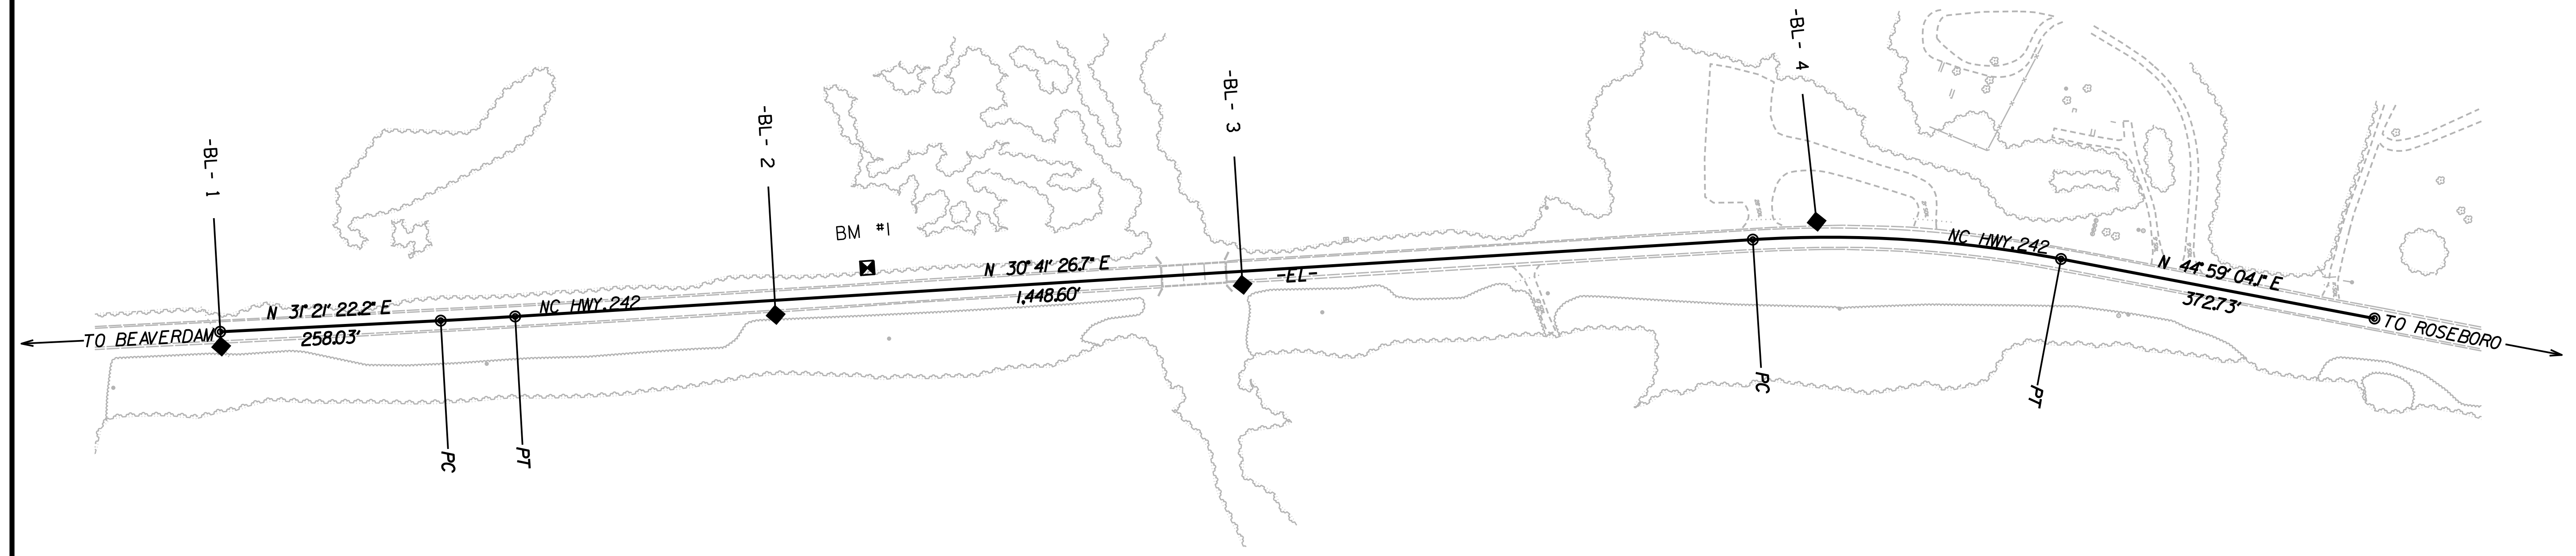 -BL- 1
-BL- 2
-BL- 3
-BL- 4
BM #1
TO BEAVERDAM
N 31° 21' 22.2" E
258.03'
PC
PT
NC HWY. 242
N 30° 41' 26.7" E
1,448.60'
-EL-
PC
NC HWY. 242
PT
N 44° 59' 04.1" E
372.73'
TO ROSEBORO